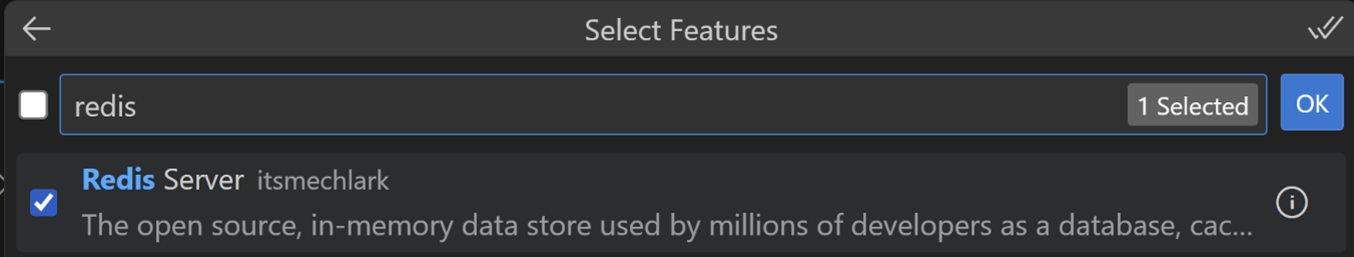 Select Features
redis 1 Selected OK
Redis Server itsmechlark
The open source, in-memory data store used by millions of developers as a database, cac...